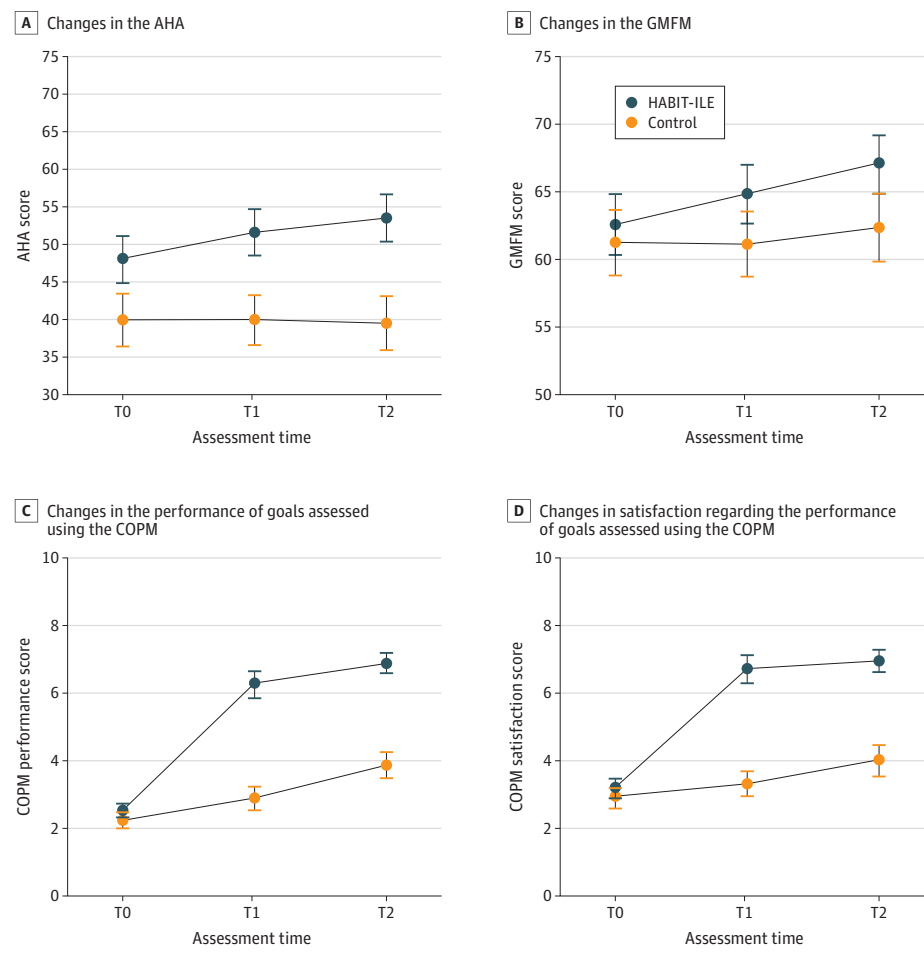 A Changes in the AHA
75
70
65
60
55
50
45
40
35
30
AHA score
T0 T1 T2
Assessment time
B Changes in the GMFM
75
70
65
60
55
50
GMFM score
HABIT-ILE
Control
T0 T1 T2
Assessment time
C Changes in the performance of goals assessed
using the COPM
10
8
6
4
2
0
COPM performance score
T0 T1 T2
Assessment time
D Changes in satisfaction regarding the performance
of goals assessed using the COPM
10
8
6
4
2
0
COPM satisfaction score
T0 T1 T2
Assessment time